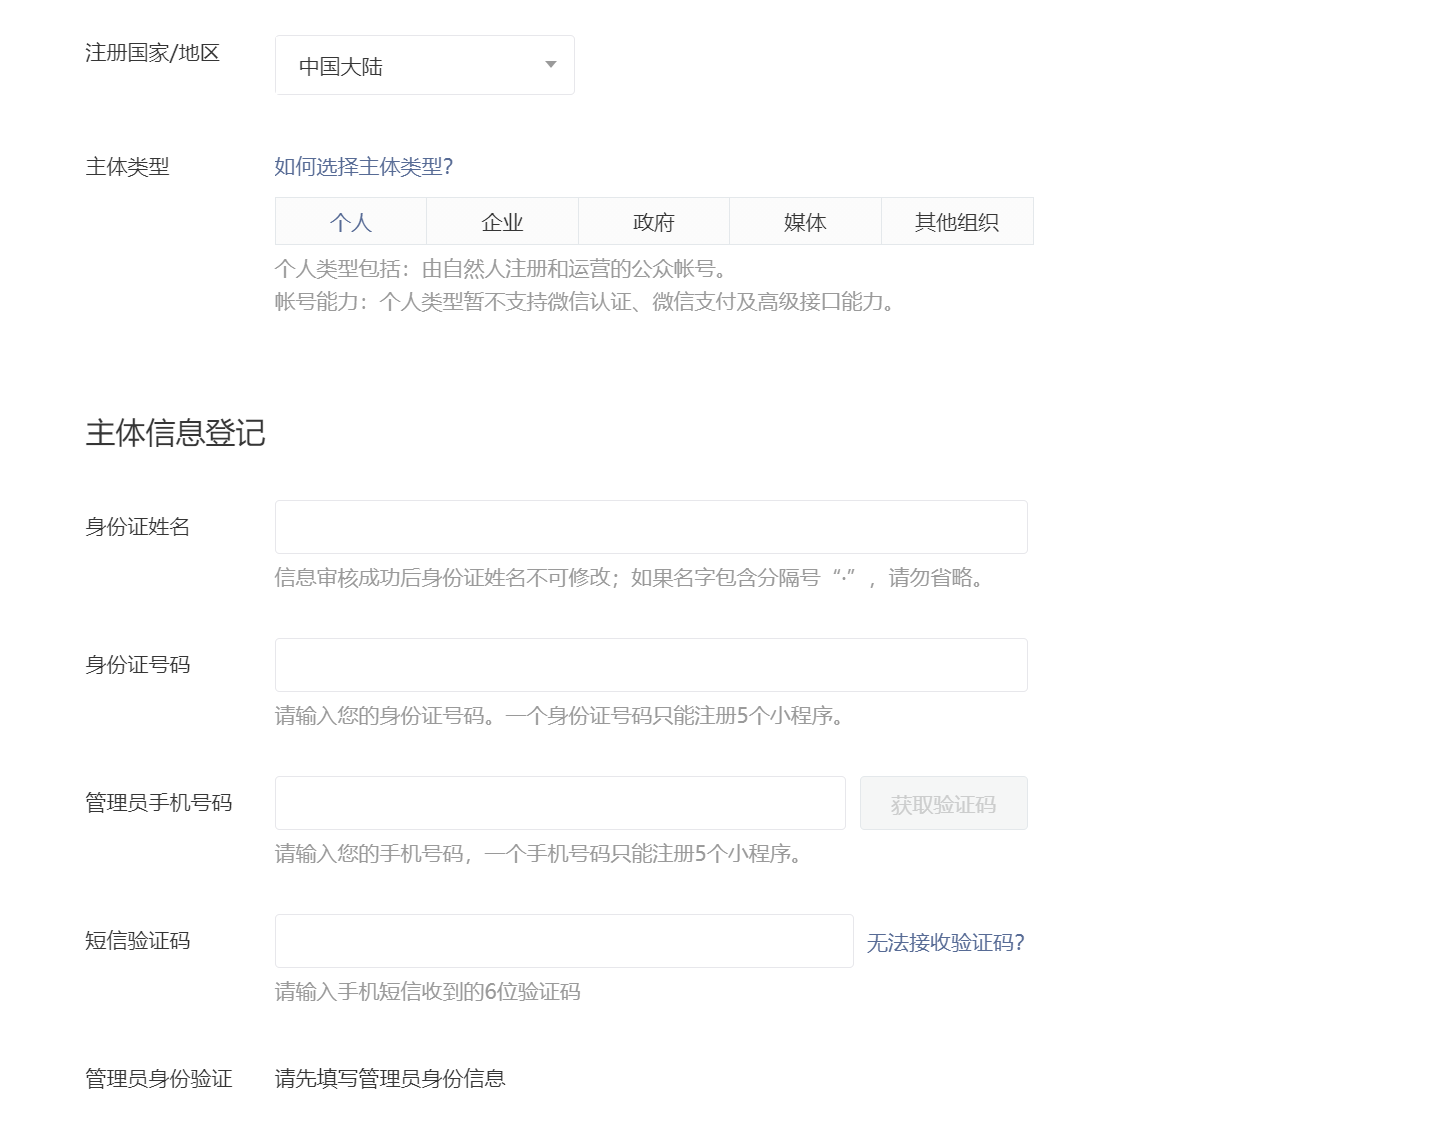 注册国家/地区
中国大陆
主体类型
如何选择主体类型?
个人 企业 政府 媒体 其他组织
个人类型包括：由自然人注册和运营的公众帐号。
帐号能力：个人类型暂不支持微信认证、微信支付及高级接口能力。
主体信息登记
身份证姓名
信息审核成功后身份证姓名不可修改；如果名字包含分隔号“·”，请勿省略。
身份证号码
请输入您的身份证号码。一个身份证号码只能注册5个小程序。
管理员手机号码
获取验证码
请输入您的手机号码，一个手机号码只能注册5个小程序。
短信验证码
无法接收验证码?
请输入手机短信收到的6位验证码
管理员身份验证
请先填写管理员身份信息